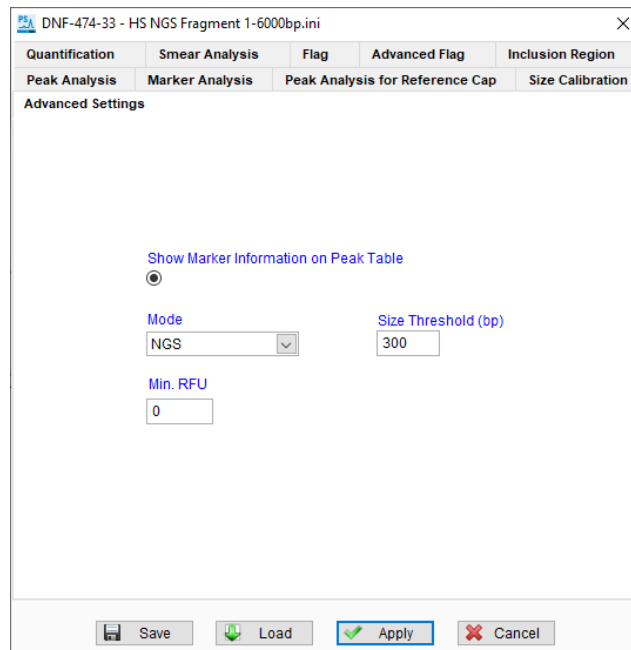 DNF-474-33 - HS NGS Fragment 1-6000bp.ini
Quantification Smear Analysis Flag Advanced Flag Inclusion Region
Peak Analysis Marker Analysis Peak Analysis for Reference Cap Size Calibration
Advanced Settings
Show Marker Information on Peak Table
Mode Size Threshold (bp)
NGS 300
Min. RFU
0
Save Load Apply Cancel